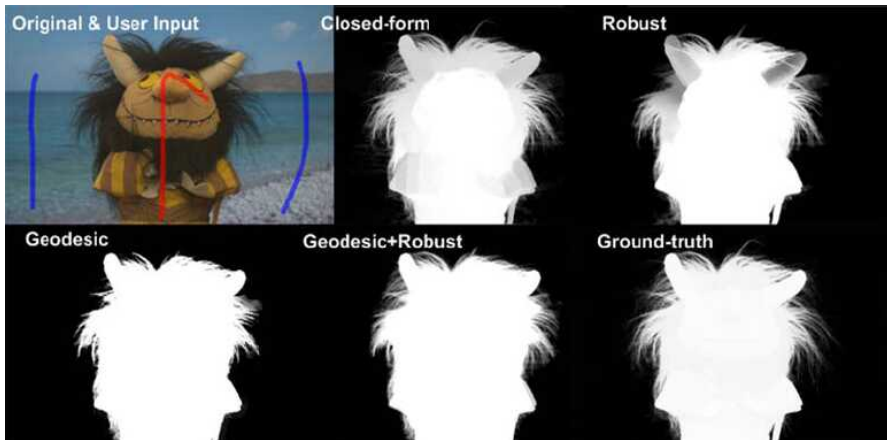 Original & User Input
Closed-form
Robust
Geodesic
Geodesic+Robust
Ground-truth